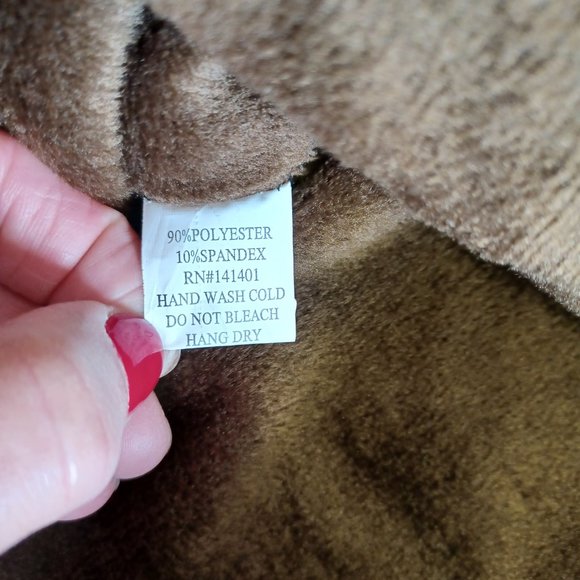 90%POLYESTER
10%SPANDEX
RN#141401
HAND WASH COLD
DO NOT BLEACH
HANG DRY